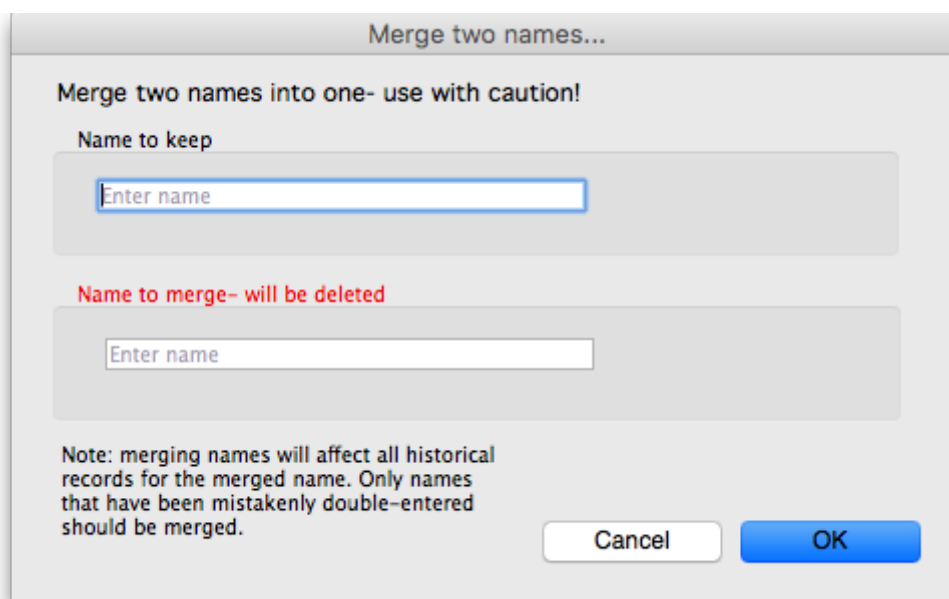 Merge two names...
Merge two names into one- use with caution!
Name to keep
Enter name
Name to merge- will be deleted
Enter name
Note: merging names will affect all historical
records for the merged name. Only names
that have been mistakenly double-entered
should be merged.
Cancel
OK